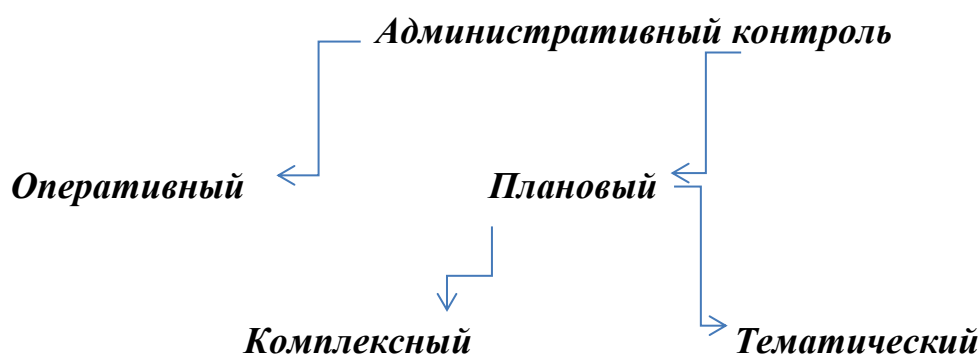 Административный контроль
Оперативный Плановый
Комплексный Тематический